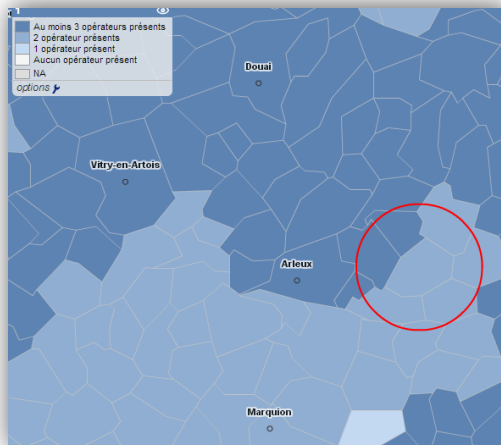 1
Au moins 3 opérateurs présents
2 opérateur présents
1 opérateur présent
Aucun opérateur présent
NA
options
Douai
Vitry-en-Artois
Arleux
Marquion